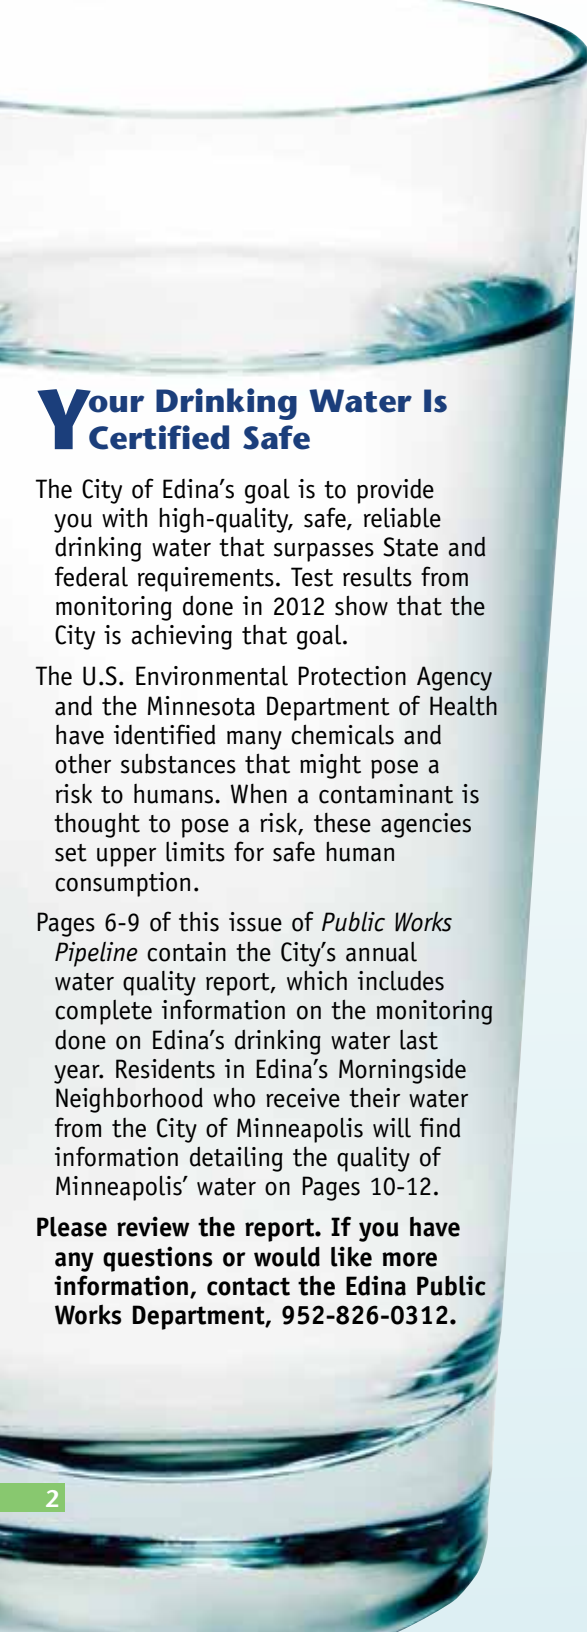 Your Drinking Water Is
Certified Safe
The City of Edina’s goal is to provide
you with high-quality, safe, reliable
drinking water that surpasses State and
federal requirements. Test results from
monitoring done in 2012 show that the
City is achieving that goal.
The U.S. Environmental Protection Agency
and the Minnesota Department of Health
have identified many chemicals and
other substances that might pose a
risk to humans. When a contaminant is
thought to pose a risk, these agencies
set upper limits for safe human
consumption.
Pages 6-9 of this issue of Public Works
Pipeline contain the City’s annual
water quality report, which includes
complete information on the monitoring
done on Edina’s drinking water last
year. Residents in Edina’s Morningside
Neighborhood who receive their water
from the City of Minneapolis will find
information detailing the quality of
Minneapolis’ water on Pages 10-12.
Please review the report. If you have
any questions or would like more
information, contact the Edina Public
Works Department, 952-826-0312.
2